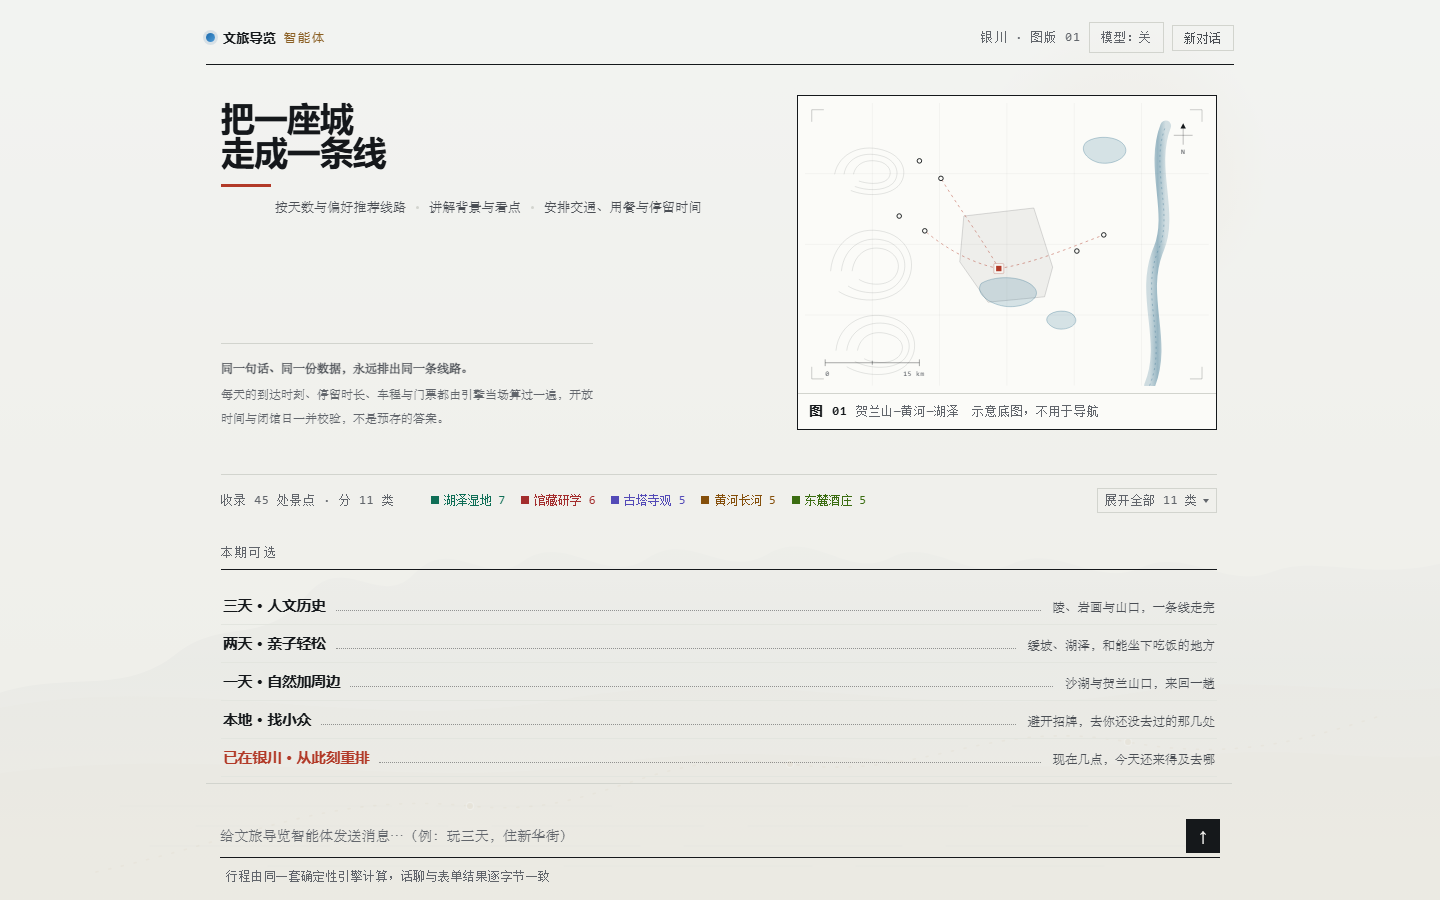 文旅导览 智能体
银川 · 图版 01
模型：关
新对话
把一座城
走成一条线
按天数与偏好推荐线路 · 讲解背景与看点 · 安排交通、用餐与停留时间
同一句话、同一份数据，永远排出同一条线路。
每天的到达时刻、停留时长、车程与门票都由引擎当场算过一遍，开放
时间与闭馆日一并校验，不是预存的答案。
N
0 15 km
图 01 贺兰山—黄河—湖泽 示意底图，不用于导航
收录 45 处景点 · 分 11 类
湖泽湿地 7
馆藏研学 6
古塔寺观 5
黄河长河 5
东麓酒庄 5
展开全部 11 类 ▾
本期可选
三天 • 人文历史 陵、岩画与山口，一条线走完
两天 • 亲子轻松 缓坡、湖泽，和能坐下吃饭的地方
一天 • 自然加周边 沙湖与贺兰山口，来回一趟
本地 • 找小众 避开招牌，去你还没去过的那几处
已在银川 • 从此刻重排 现在几点，今天还来得及去哪
给文旅导览智能体发送消息…（例：玩三天，住新华街）
↑
行程由同一套确定性引擎计算，话聊与表单结果逐字节一致